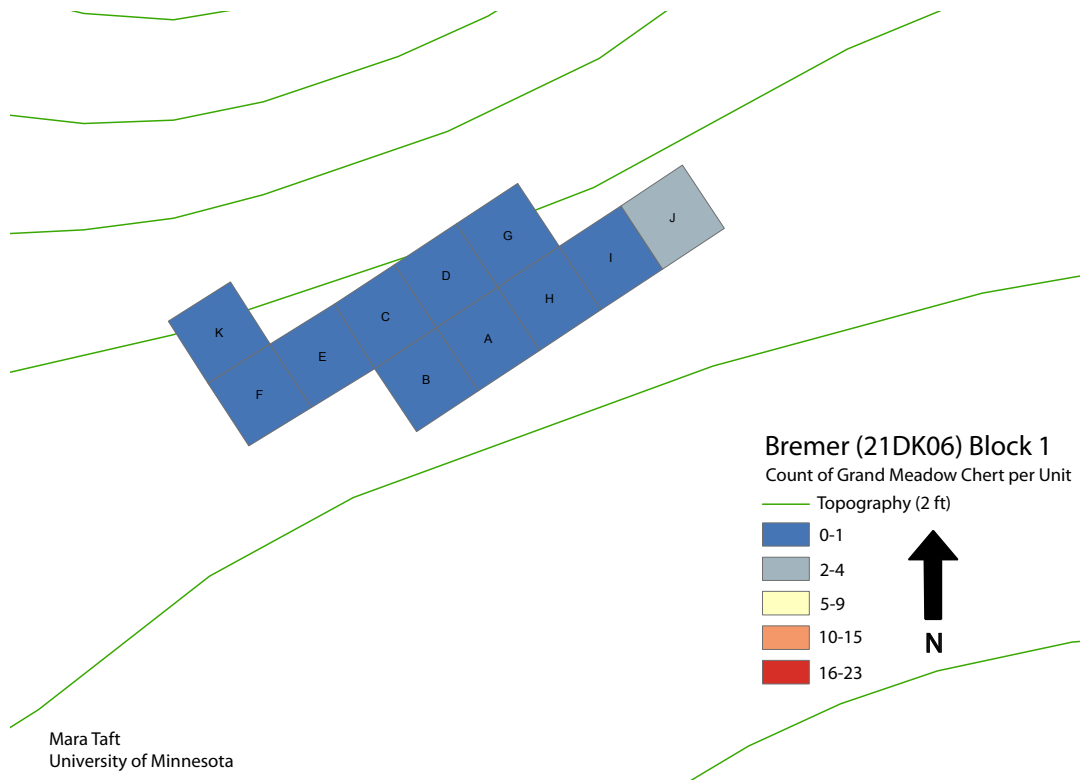 J
G
I
D
H
C
K
A
E
B
F
Bremer (21DK06) Block 1
Count of Grand Meadow Chert per Unit
Topography (2 ft)
0-1
2-4
5-9
10-15
16-23
N
Mara Taft
University of Minnesota